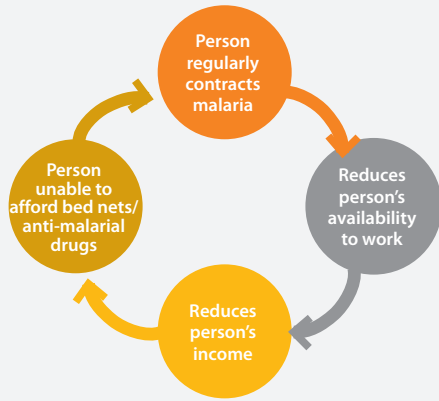 Person
regularly
contracts
malaria
Reduces
person's
availability
to work
Reduces
person's
income
Person
unable to
afford bed nets/
anti-malarial
drugs